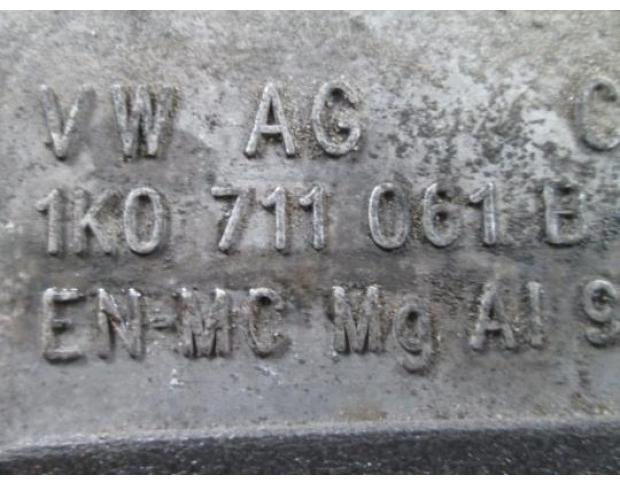 VW AG C
1K0 711 061 B
EN-MC Mg Al 9